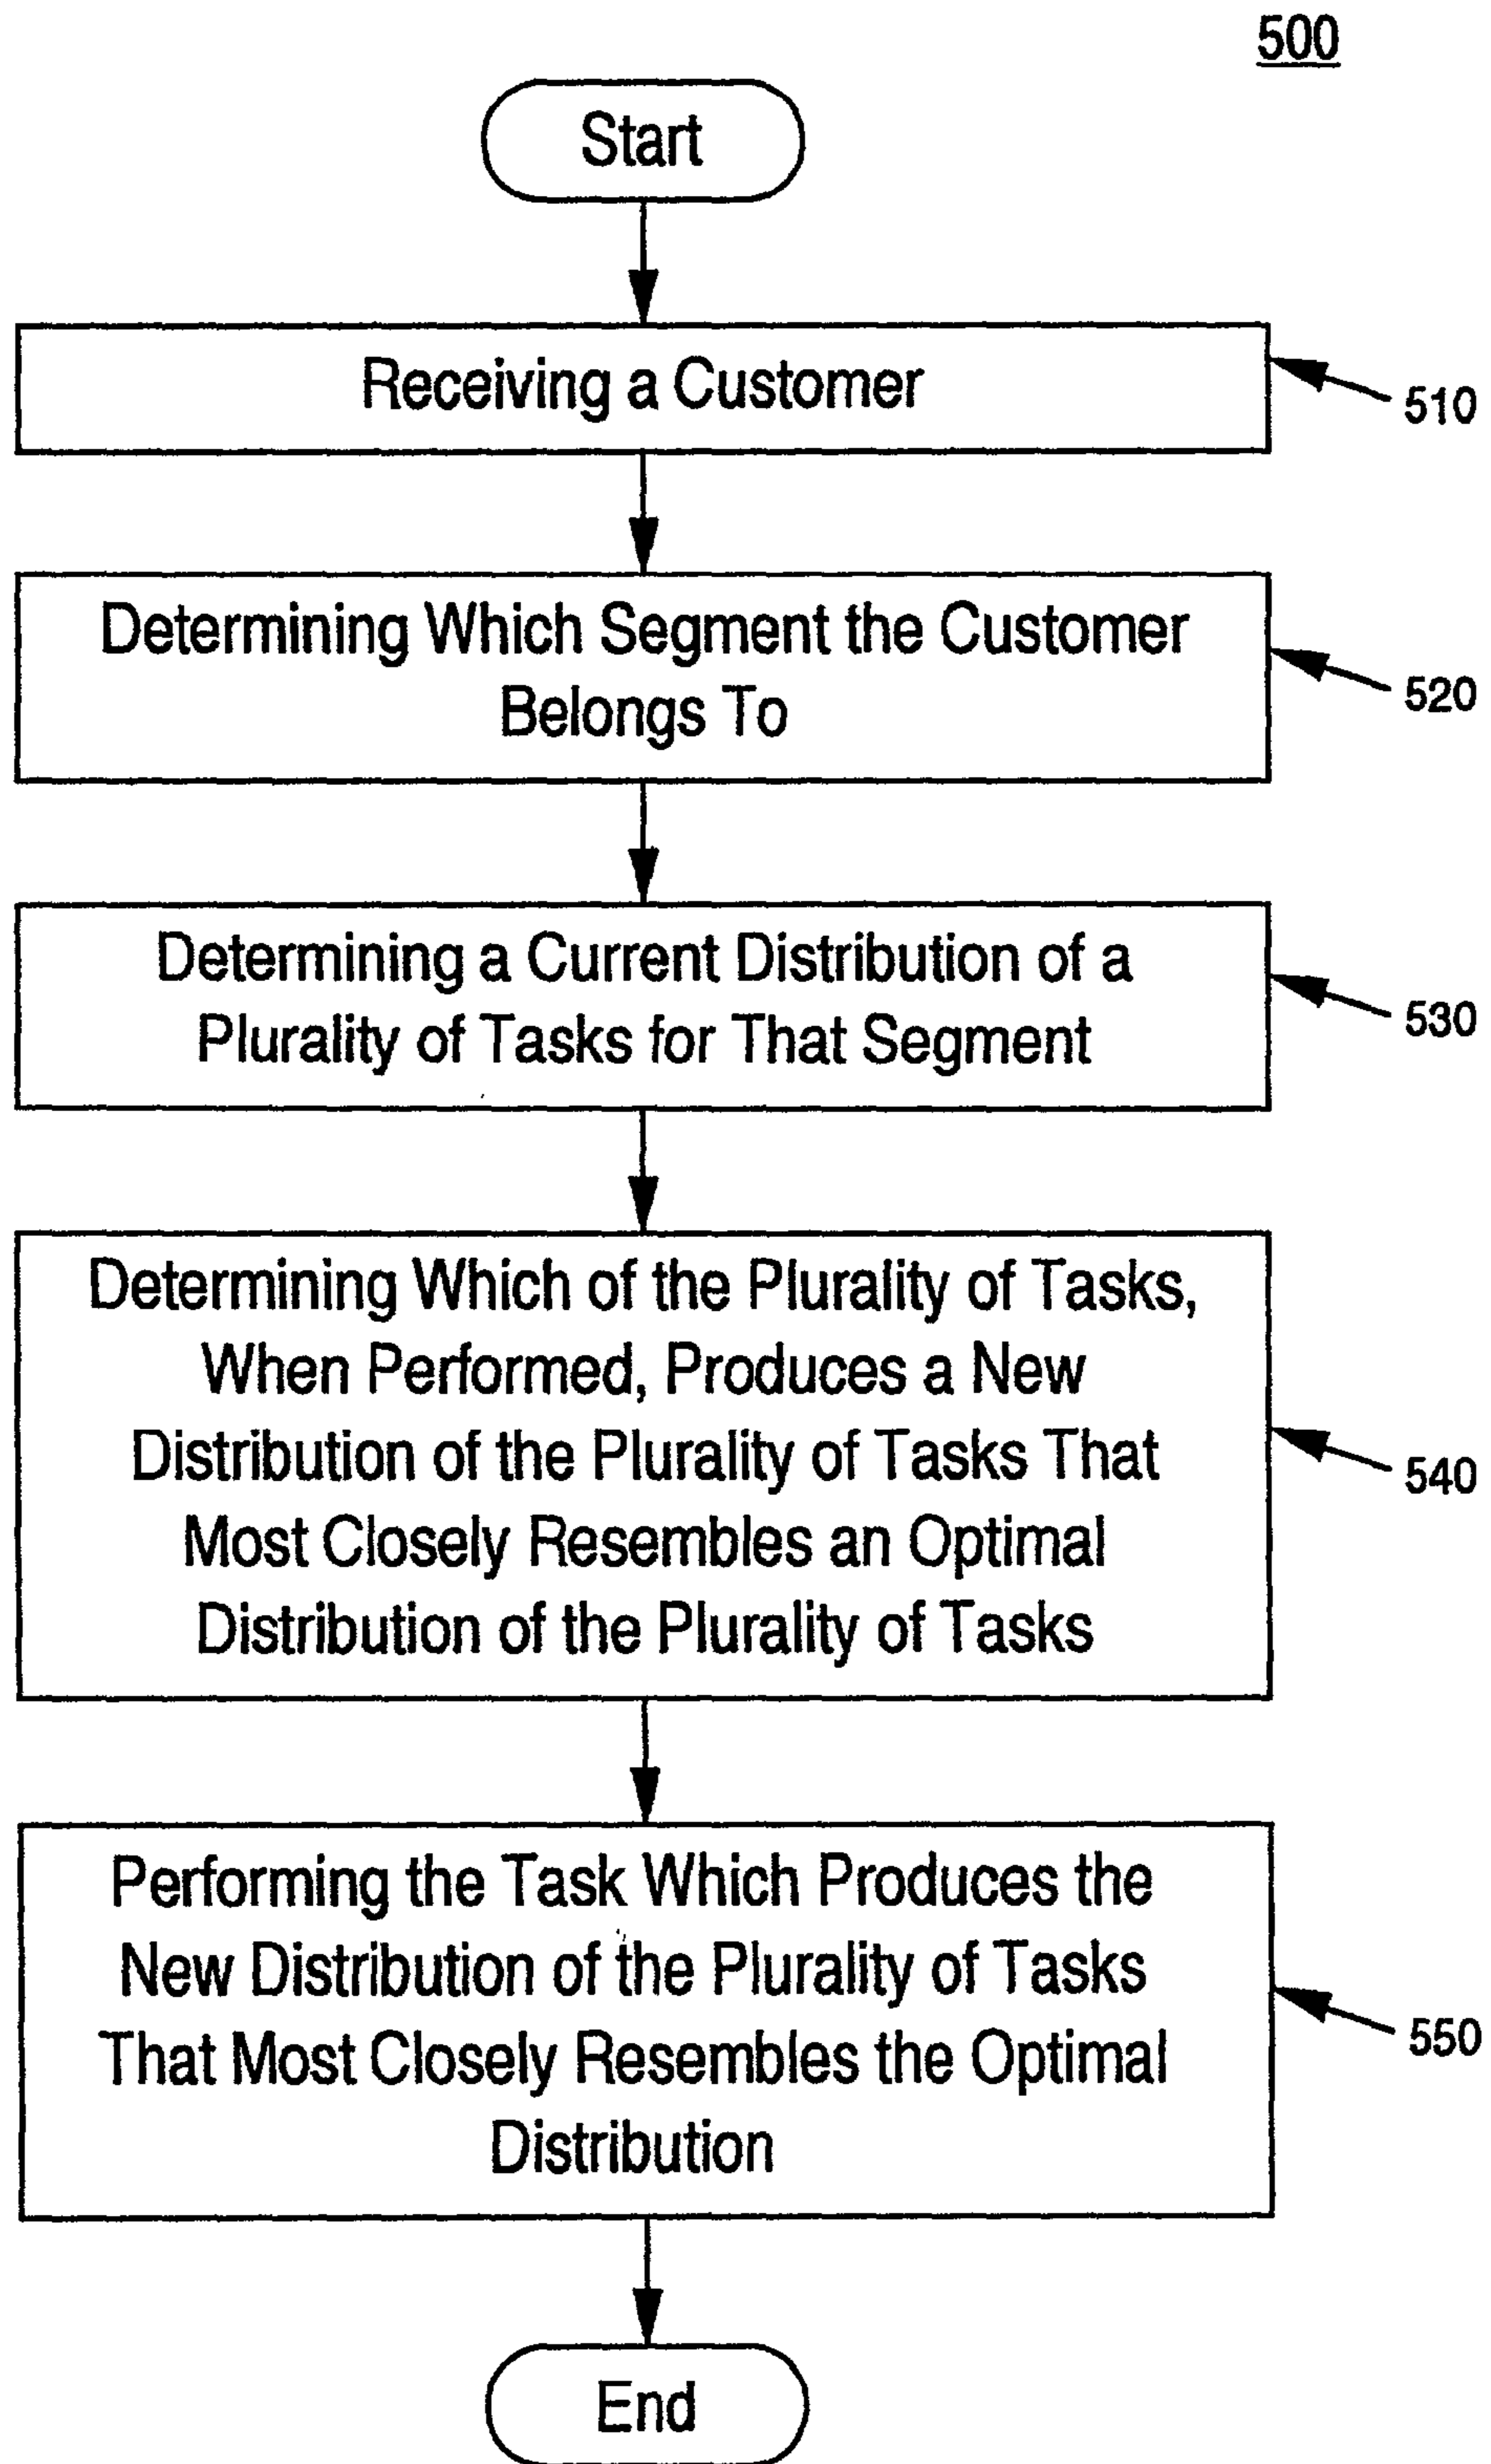 500
Start
Receiving a Customer
510
Determining Which Segment the Customer
Belongs To
520
Determining a Current Distribution of a
Plurality of Tasks for That Segment
530
Determining Which of the Plurality of Tasks,
When Performed, Produces a New
Distribution of the Plurality of Tasks That
Most Closely Resembles an Optimal
Distribution of the Plurality of Tasks
540
Performing the Task Which Produces the
New Distribution of the Plurality of Tasks
That Most Closely Resembles the Optimal
Distribution
550
End